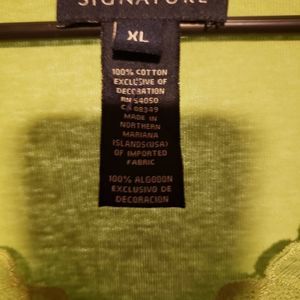 SIGNATURE
XL
100% COTTON
EXCLUSIVE OF
DECORATION
RN 54050
CA 08349
MADE IN
NORTHERN
MARIANA
ISLANDS(USA)
OF IMPORTED
FABRIC
100% ALGODON
EXCLUSIVO DE
DECORACION